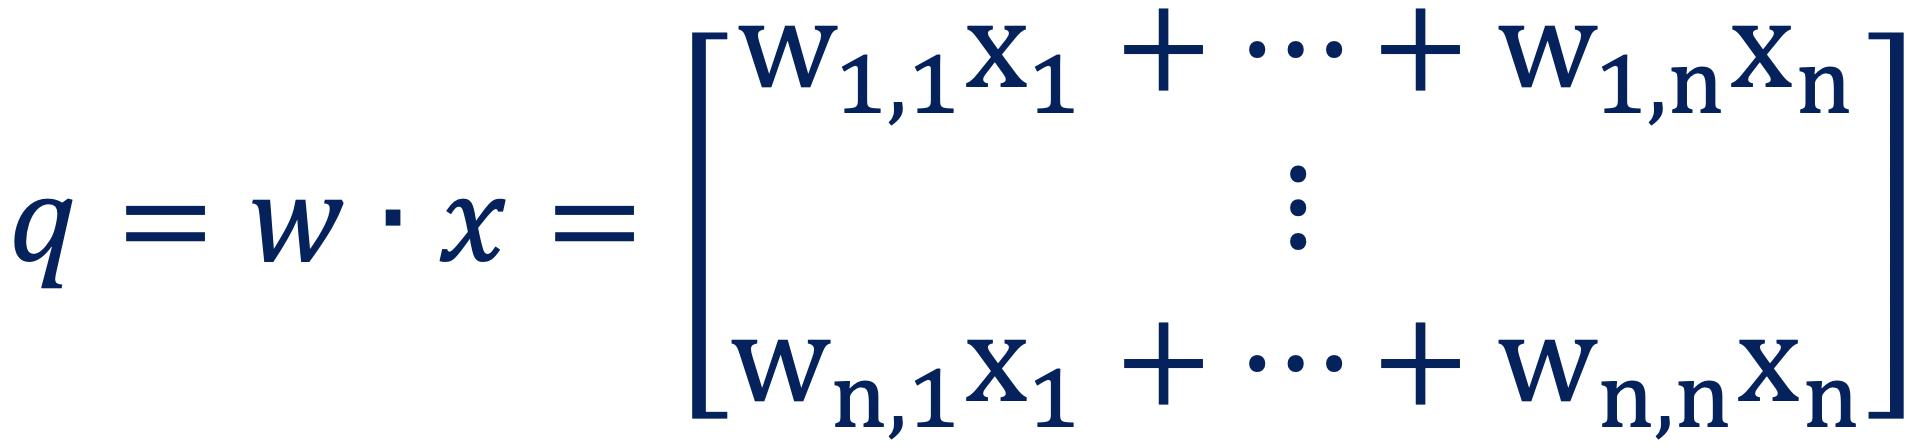 q = w · x = [w₁,₁x₁ + ⋯ + w₁,ₙxₙ
⋮
wₙ,₁x₁ + ⋯ + wₙ,ₙxₙ]